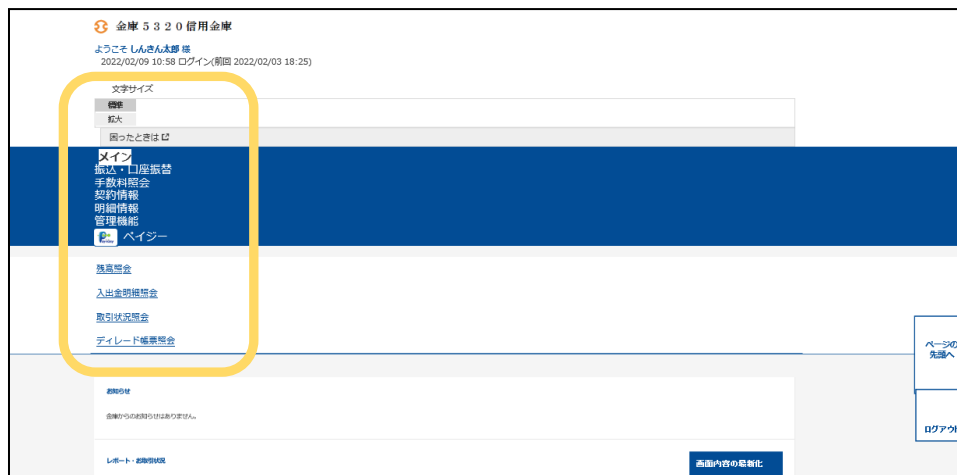 金庫５３２０信用金庫
ようこそ しんきん太郎 様
2022/02/09 10:58 ログイン(前回 2022/02/03 18:25)
文字サイズ
標準
拡大
困ったときは
メイン
振込・口座振替
手数料照会
契約情報
明細情報
管理機能
ペイジー
残高照会
入出金明細照会
取引状況照会
ディレード帳票照会
ページの
先頭へ
お知らせ
金庫からのお知らせはありません。
ログアウト
レポート・お取引状況
画面内容の最新化